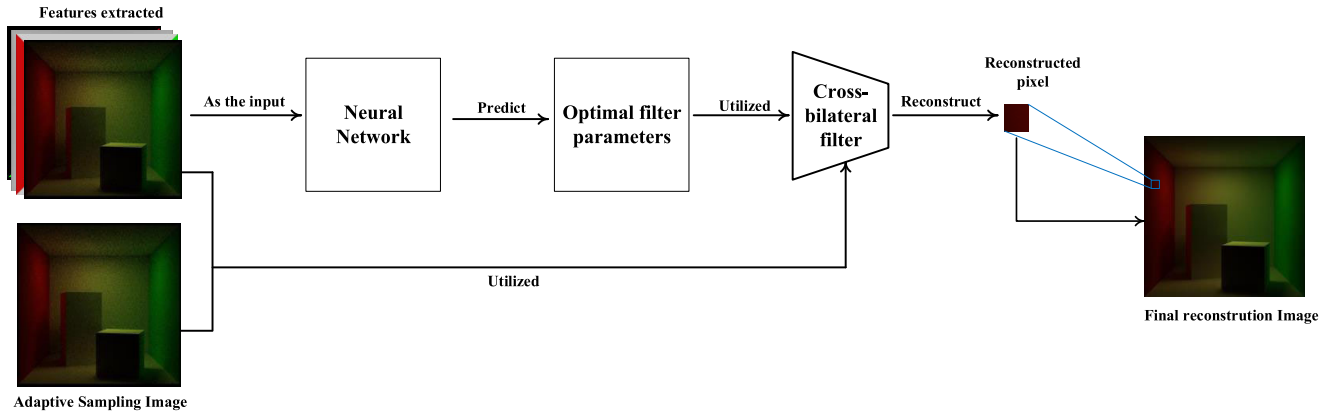 Features extracted
As the input
Neural
Network
Predict
Optimal filter
parameters
Utilized
Cross-
bilateral
filter
Reconstruct
Reconstructed
pixel
Utilized
Final reconstrution Image
Adaptive Sampling Image